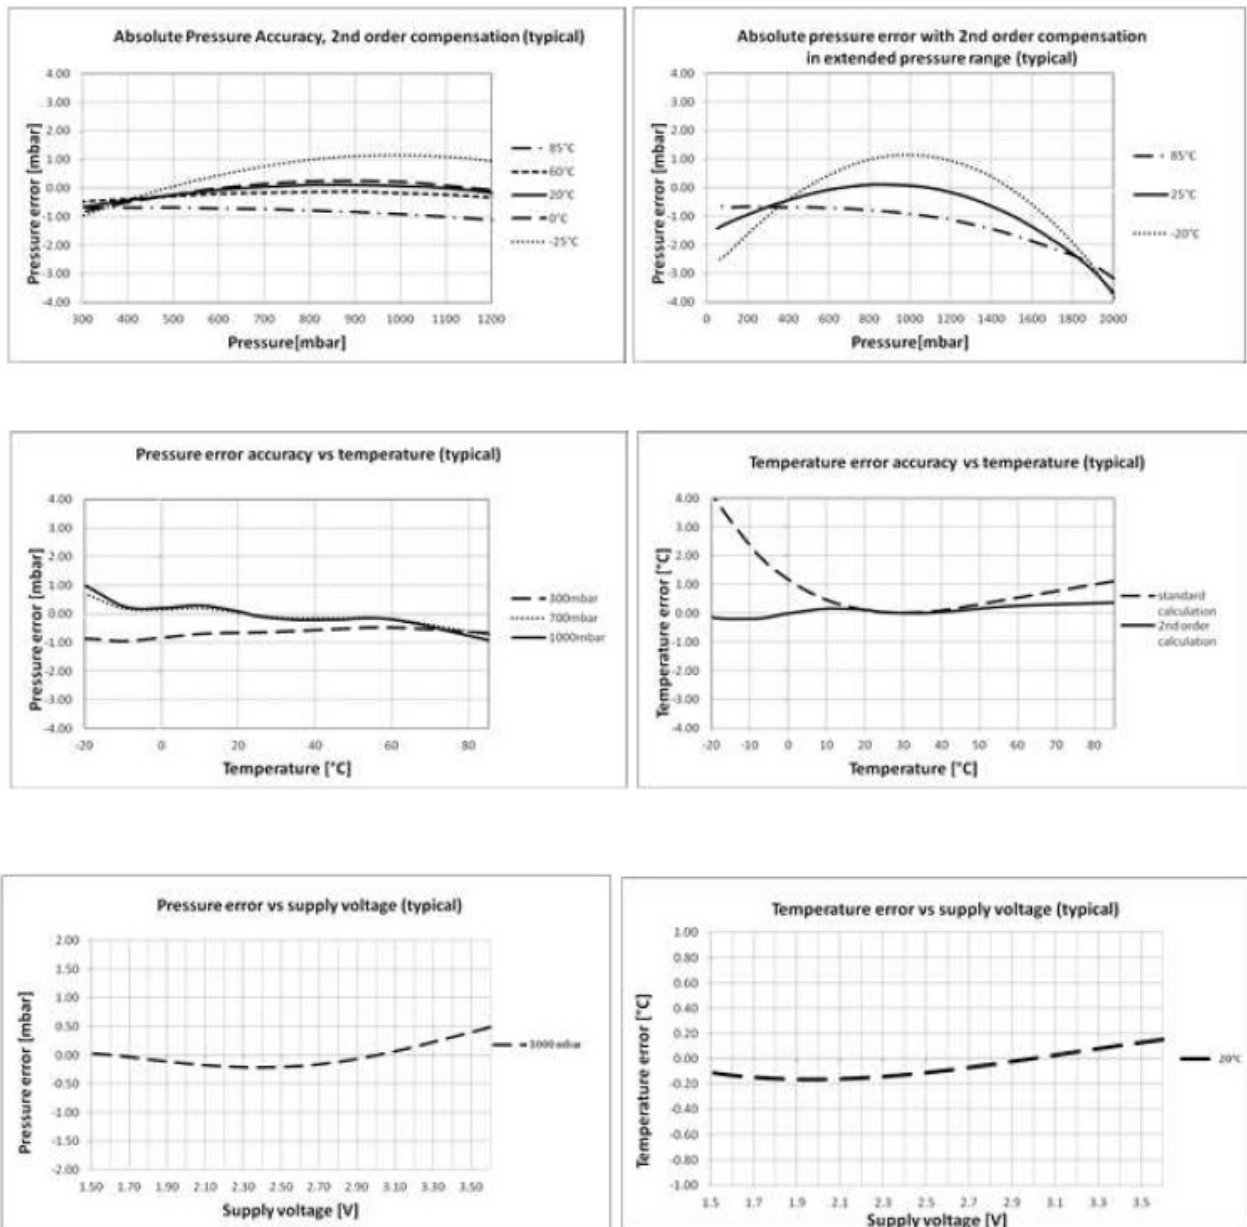 Absolute Pressure Accuracy, 2nd order compensation (typical)
Pressure error [mbar]
4.00
3.00
2.00
1.00
0.00
-1.00
-2.00
-3.00
-4.00
300 400 500 600 700 800 900 1000 1100 1200
Pressure[mbar]
85°C
60°C
20°C
0°C
-25°C
Absolute pressure error with 2nd order compensation
in extended pressure range (typical)
Pressure error [mbar]
4.00
3.00
2.00
1.00
0.00
-1.00
-2.00
-3.00
-4.00
0 200 400 600 800 1000 1200 1400 1600 1800 2000
Pressure[mbar]
85°C
25°C
-20°C
Pressure error accuracy vs temperature (typical)
Pressure error [mbar]
4.00
3.00
2.00
1.00
0.00
-1.00
-2.00
-3.00
-4.00
-20 0 20 40 60 80
Temperature [°C]
300mbar
700mbar
1000mbar
Temperature error accuracy vs temperature (typical)
Temperature error [°C]
4.00
3.00
2.00
1.00
0.00
-1.00
-2.00
-3.00
-4.00
-20 -10 0 10 20 30 40 50 60 70 80
Temperature [°C]
standard
calculation
2nd order
calculation
Pressure error vs supply voltage (typical)
Pressure error [mbar]
2.00
1.50
1.00
0.50
0.00
-0.50
-1.00
-1.50
-2.00
1.50 1.70 1.90 2.10 2.30 2.50 2.70 2.90 3.10 3.30 3.50
Supply voltage [V]
1000 mbar
Temperature error vs supply voltage (typical)
Temperature error [°C]
1.00
0.80
0.60
0.40
0.20
0.00
-0.20
-0.40
-0.60
-0.80
-1.00
1.5 1.7 1.9 2.1 2.3 2.5 2.7 2.9 3.1 3.3 3.5
Supply voltage [V]
20°C